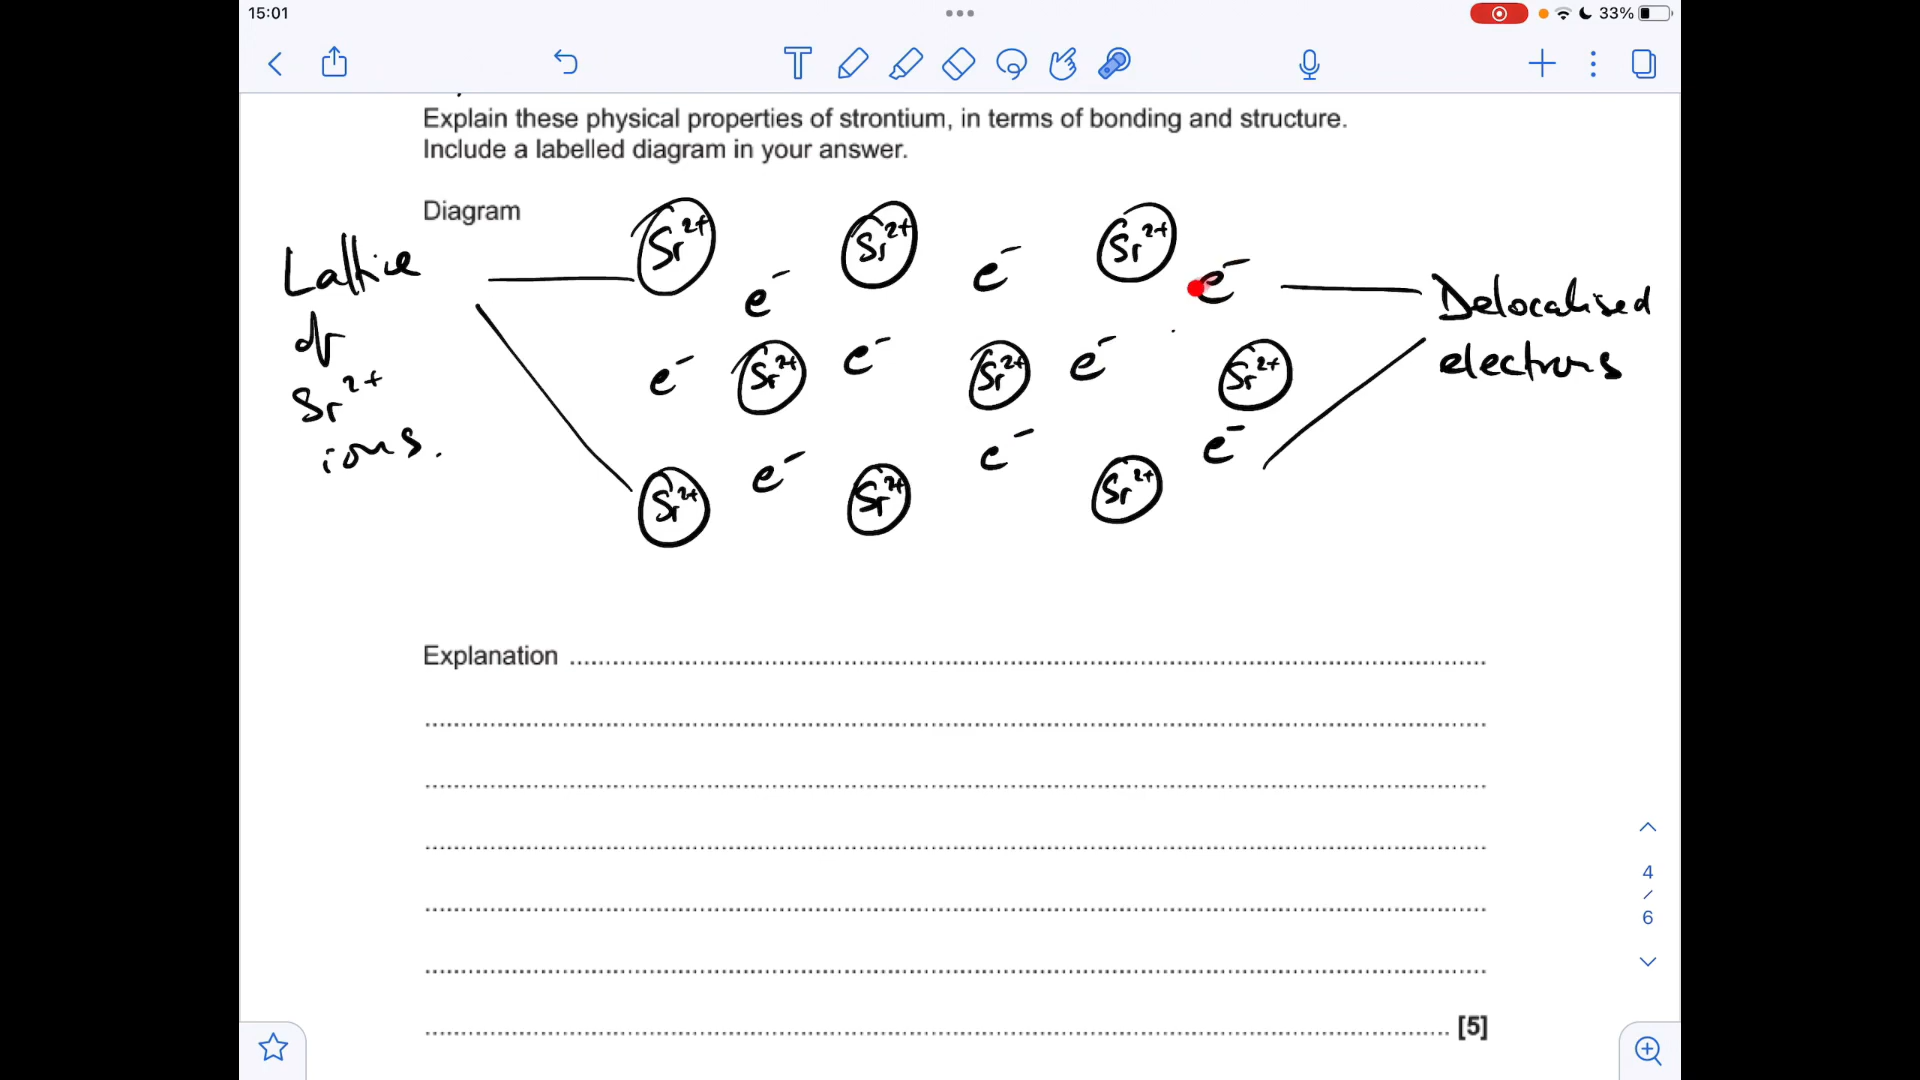 15:01
33%
Explain these physical properties of strontium, in terms of bonding and structure.
Include a labelled diagram in your answer.
Diagram
Lattice
of
Sr²⁺
ions.
Sr²⁺ Sr²⁺ Sr²⁺
e⁻ e⁻ e⁻
e⁻ Sr²⁺ e⁻ Sr²⁺ e⁻ Sr²⁺
e⁻ e⁻ e⁻
Sr²⁺ Sr²⁺ Sr²⁺
Delocalised
electrons
Explanation ........................................................................
........................................................................
........................................................................
........................................................................
........................................................................
........................................................................
........................................................................ [5]
4
/
6